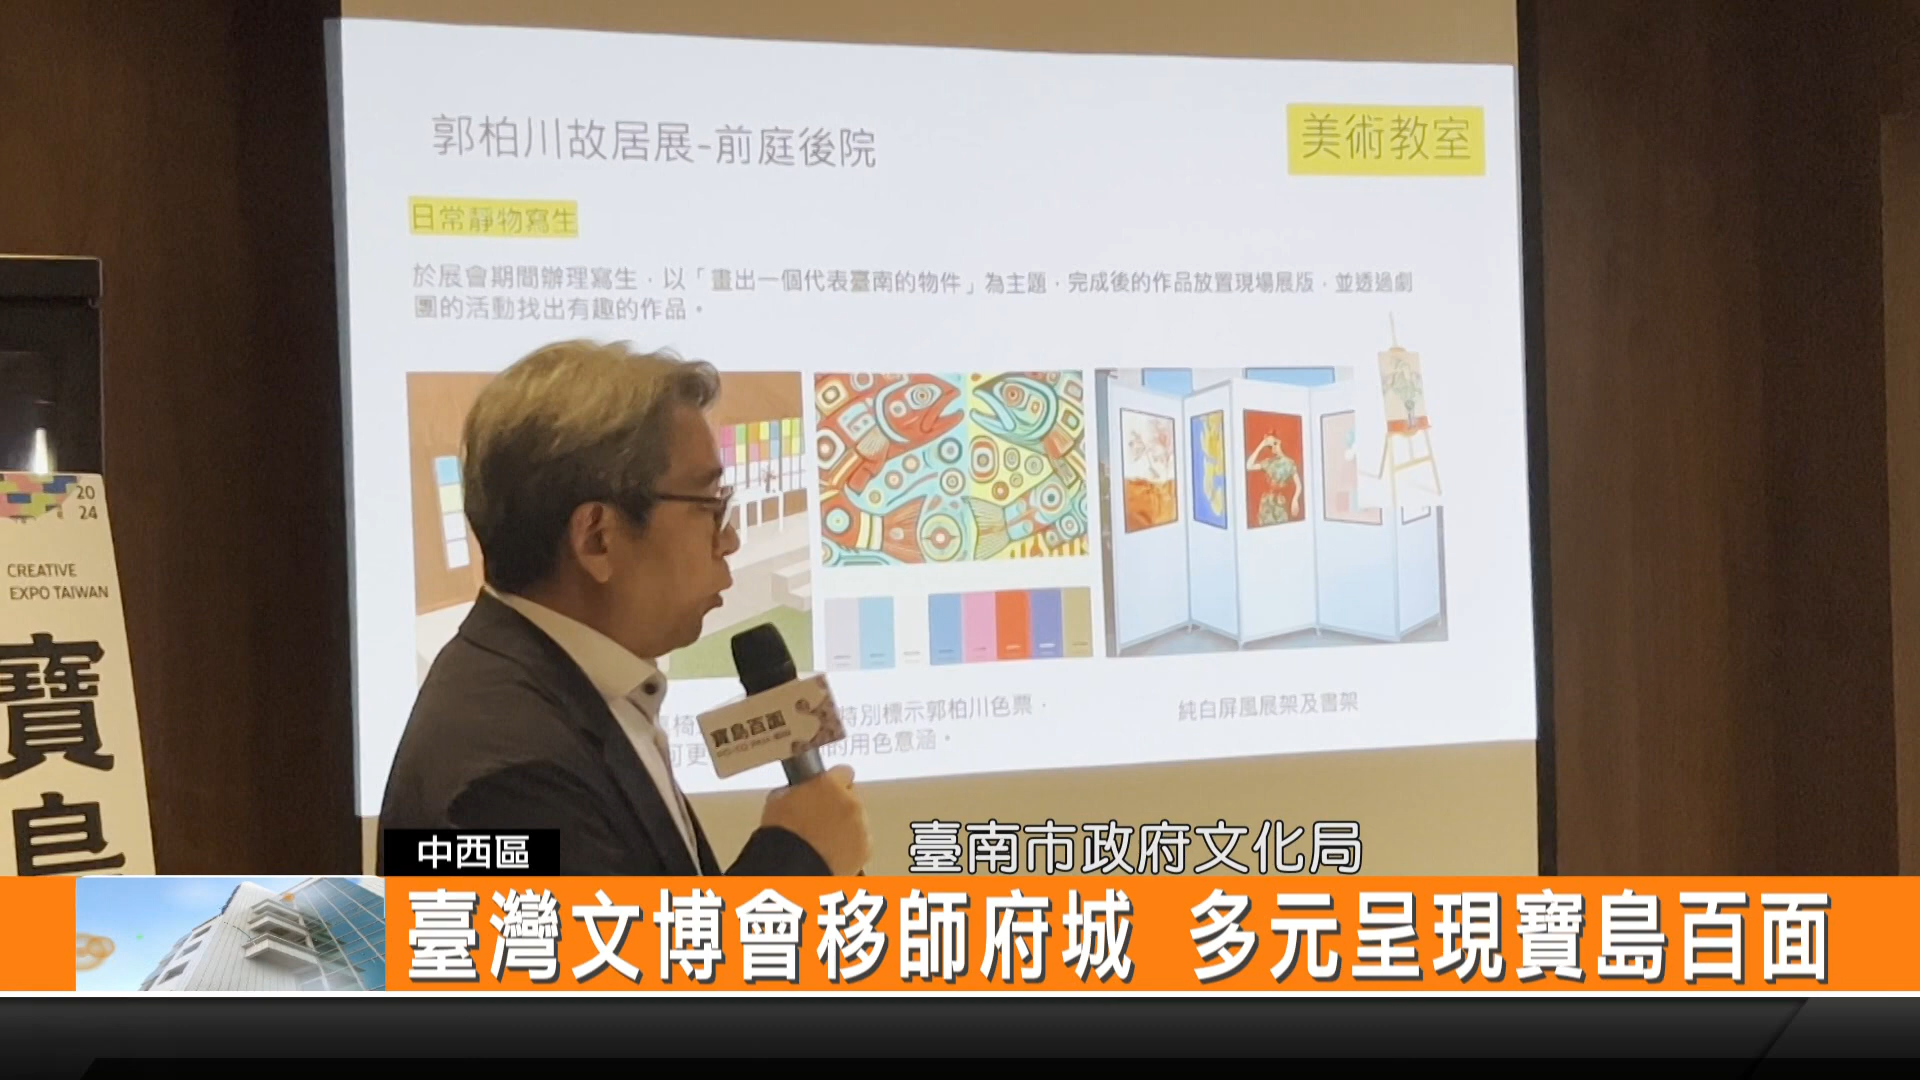 郭柏川故居展-前庭後院
美術教室
日常靜物寫生
於展會期間辦理寫生，以「畫出一個代表臺南的物件」為主題，完成後的作品放置現場展版，並透過劇
團的活動找出有趣的作品。
特別標示郭柏川色票，
的用色意涵。
純白屏風展架及書架
寶島百面
20
24
CREATIVE
EXPO TAIWAN
寶
島
臺南市政府文化局
中西區
臺灣文博會移師府城 多元呈現寶島百面